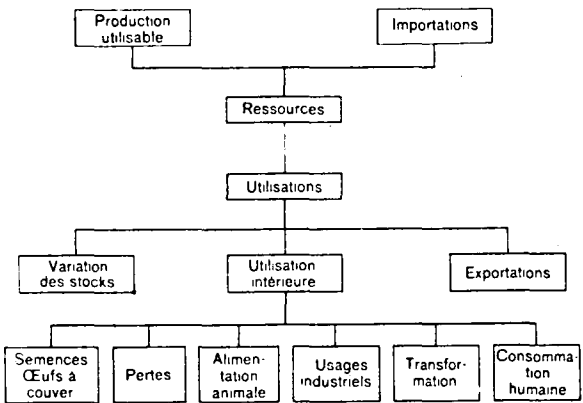 Production
utilisable
Importations
Ressources
Utilisations
Variation
des stocks
Utilisation
intérieure
Exportations
Semences
Œufs à
couver
Pertes
Alimen-
tation
animale
Usages
industriels
Transfor-
mation
Consomma-
tion
humaine